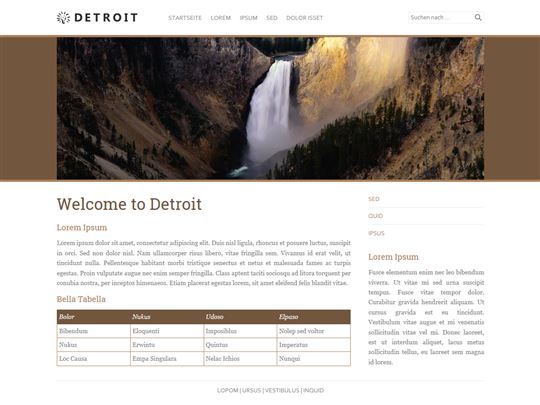 DETROIT
STARTSEITE LOREM IPSUM SED DOLOR ISSET
Suchen nach ...
Welcome to Detroit
Lorem Ipsum
Lorem ipsum dolor sit amet, consectetur adipiscing elit. Duis nisl ligula, rhoncus et posuere luctus, suscipit
in orci. Sed non dolor nisl. Nam ullamcorper risus libero, vitae fringilla sem. Vivamus id erat velit, ut
tincidunt nulla. Pellentesque habitant morbi tristique senectus et netus et malesuada fames ac turpis
egestas. Proin vulputate augue nec enim semper fringilla. Class aptent taciti sociosqu ad litora torquent per
conubia nostra, per inceptos himenaeos. Etiam placerat egestas lorem, sit amet eleifend felis blandit vitae.
Bella Tabella
Bolor Nukus Udoso Elpaso
Bibendum Eloquenti Imposiblus Nolep sed voltor
Nukus Erwintu Quintus Imperatus
Loc Causa Empa Singulara Nelac Ichios Nunqui
SED
QUID
IPSUS
Lorem Ipsum
Fusce elementum enim nec leo bibendum
viverra. Ut vitae mi sed urna suscipit
tempus. Fusce vitae tempor dolor.
Curabitur gravida hendrerit aliquam. Ut
cursus gravida est eu tincidunt.
Vestibulum vitae augue et mi venenatis
sollicitudin vitae vel mi. Donec laoreet,
est ut interdum aliquet, lacus metus
sollicitudin tellus, eu laoreet sem magna
id lorem.
LOPOM | URSUS | VESTIBULUS | INQUID